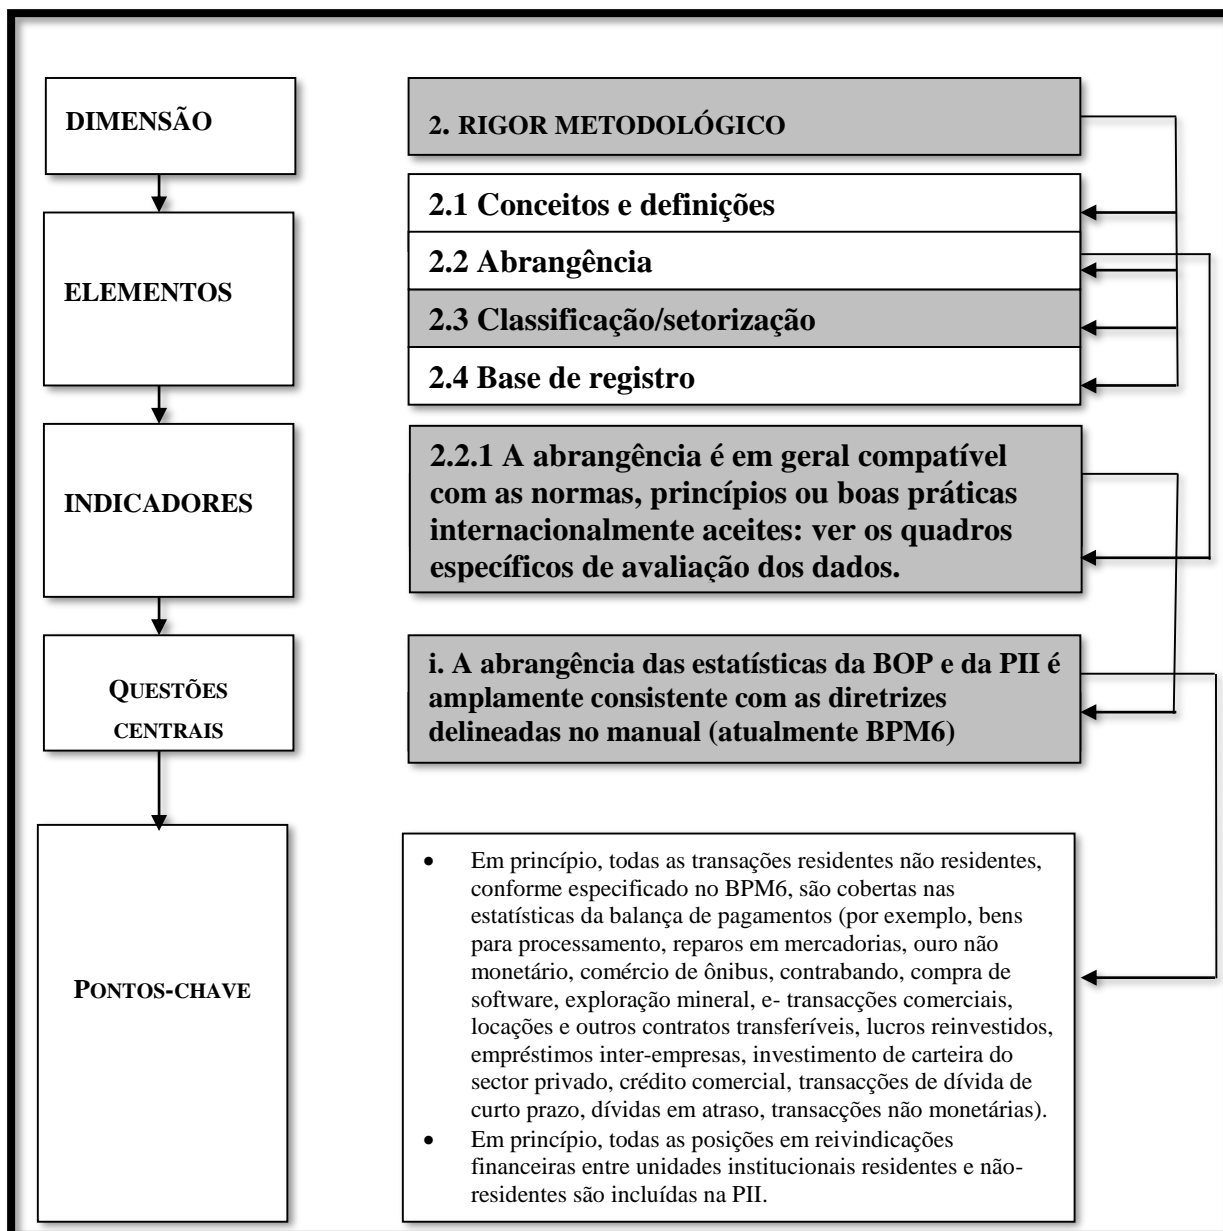 DIMENSÃO
2. RIGOR METODOLÓGICO
2.1 Conceitos e definições
2.2 Abrangência
ELEMENTOS
2.3 Classificação/setorização
2.4 Base de registro
INDICADORES
2.2.1 A abrangência é em geral compatível
com as normas, princípios ou boas práticas
internacionalmente aceites: ver os quadros
específicos de avaliação dos dados.
QUESTÕES
CENTRAIS
i. A abrangência das estatísticas da BOP e da PII é
amplamente consistente com as diretrizes
delineadas no manual (atualmente BPM6)
PONTOS-CHAVE
• Em princípio, todas as transações residentes não residentes,
conforme especificado no BPM6, são cobertas nas
estatísticas da balança de pagamentos (por exemplo, bens
para processamento, reparos em mercadorias, ouro não
monetário, comércio de ônibus, contrabando, compra de
software, exploração mineral, e- transacções comerciais,
locações e outros contratos transferíveis, lucros reinvestidos,
empréstimos inter-empresas, investimento de carteira do
sector privado, crédito comercial, transacções de dívida de
curto prazo, dívidas em atraso, transacções não monetárias).
• Em princípio, todas as posições em reivindicações
financeiras entre unidades institucionais residentes e não-
residentes são incluídas na PII.